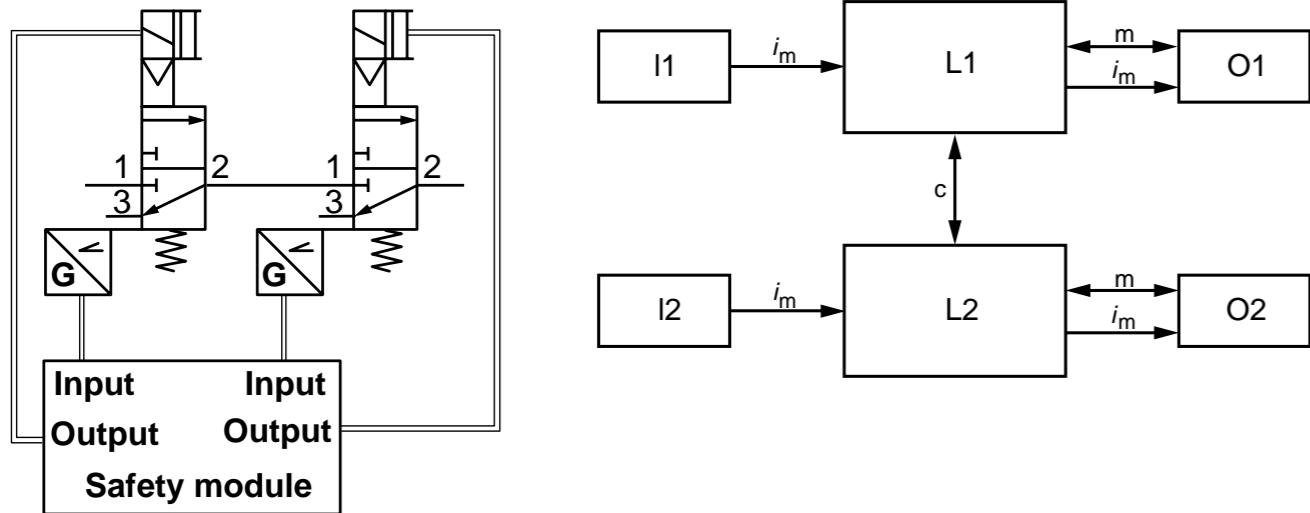 1
2
1
2
3
3
G
G
Input
Input
Output
Output
Safety module
I1
i_m
L1
m
i_m
O1
c
I2
i_m
L2
m
i_m
O2